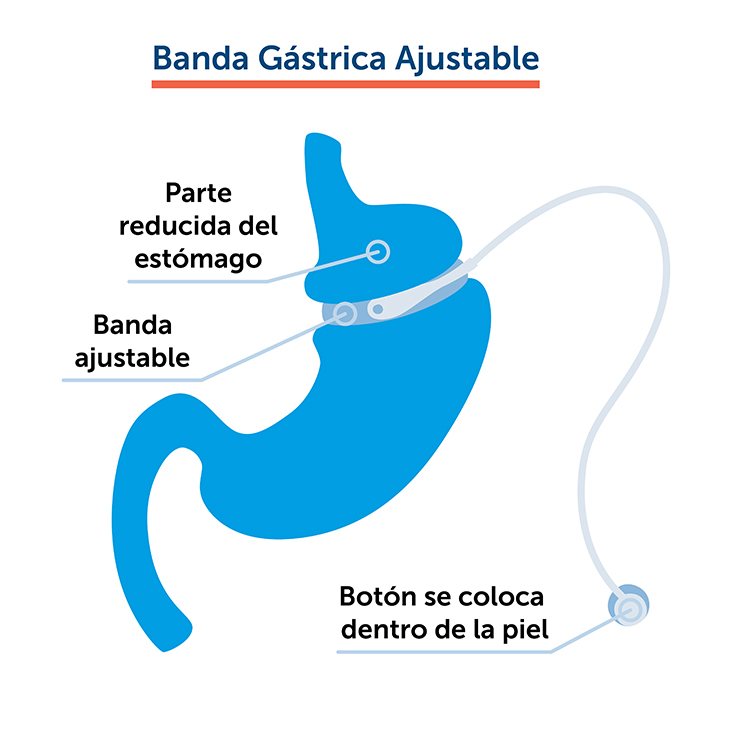 Banda Gástrica Ajustable
Parte
reducida del
estómago
Banda
ajustable
Botón se coloca
dentro de la piel